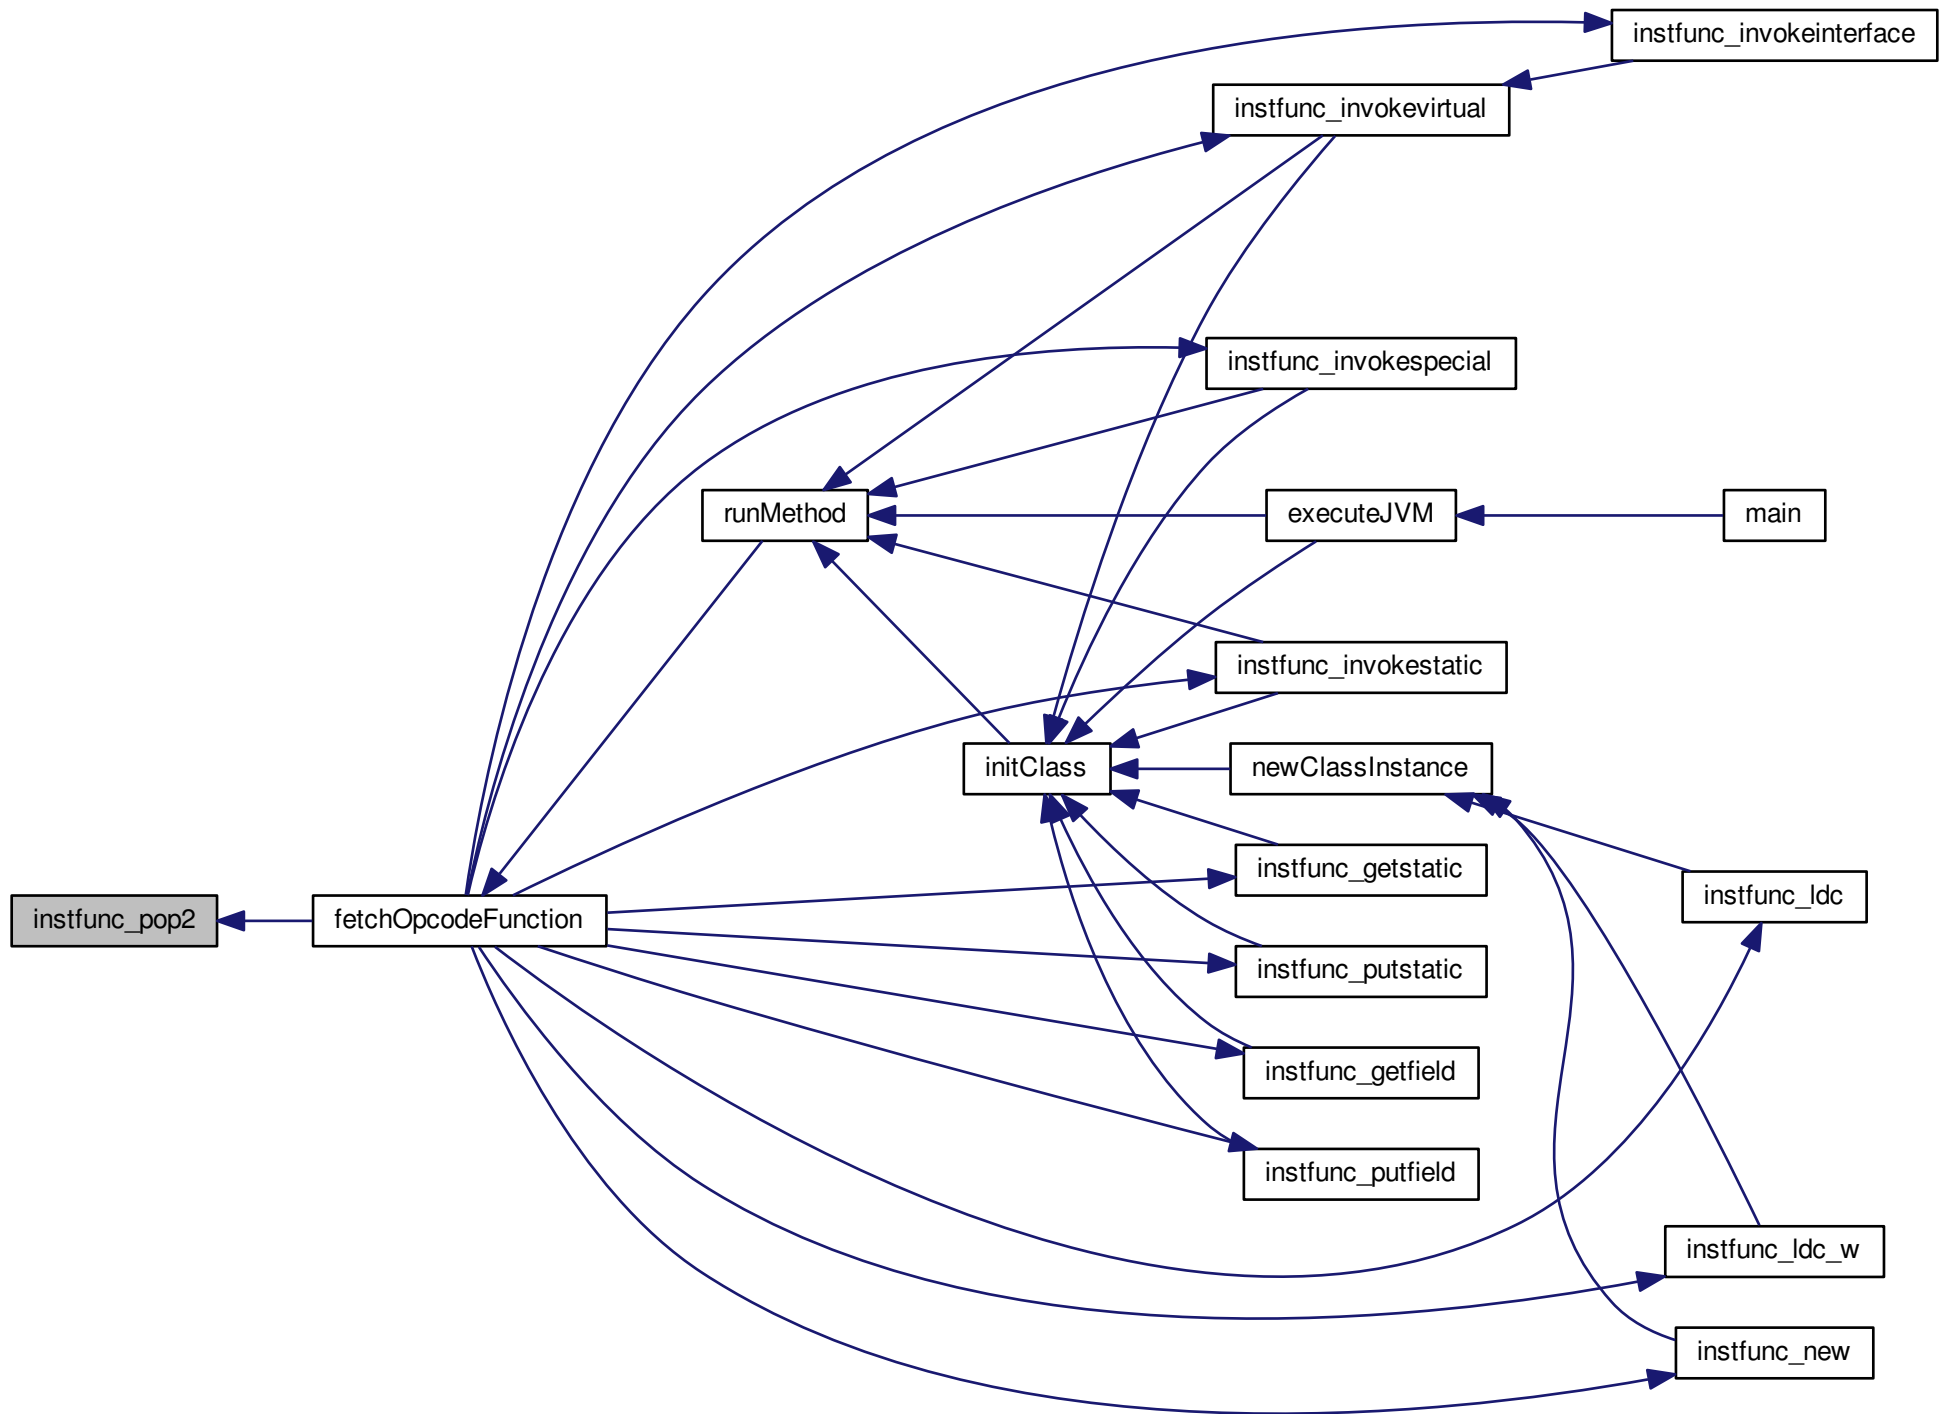 instfunc_invokeinterface
instfunc_invokevirtual
instfunc_invokespecial
runMethod
executeJVM
main
instfunc_invokestatic
initClass
newClassInstance
instfunc_getstatic
instfunc_ldc
instfunc_pop2
fetchOpcodeFunction
instfunc_putstatic
instfunc_getfield
instfunc_putfield
instfunc_ldc_w
instfunc_new